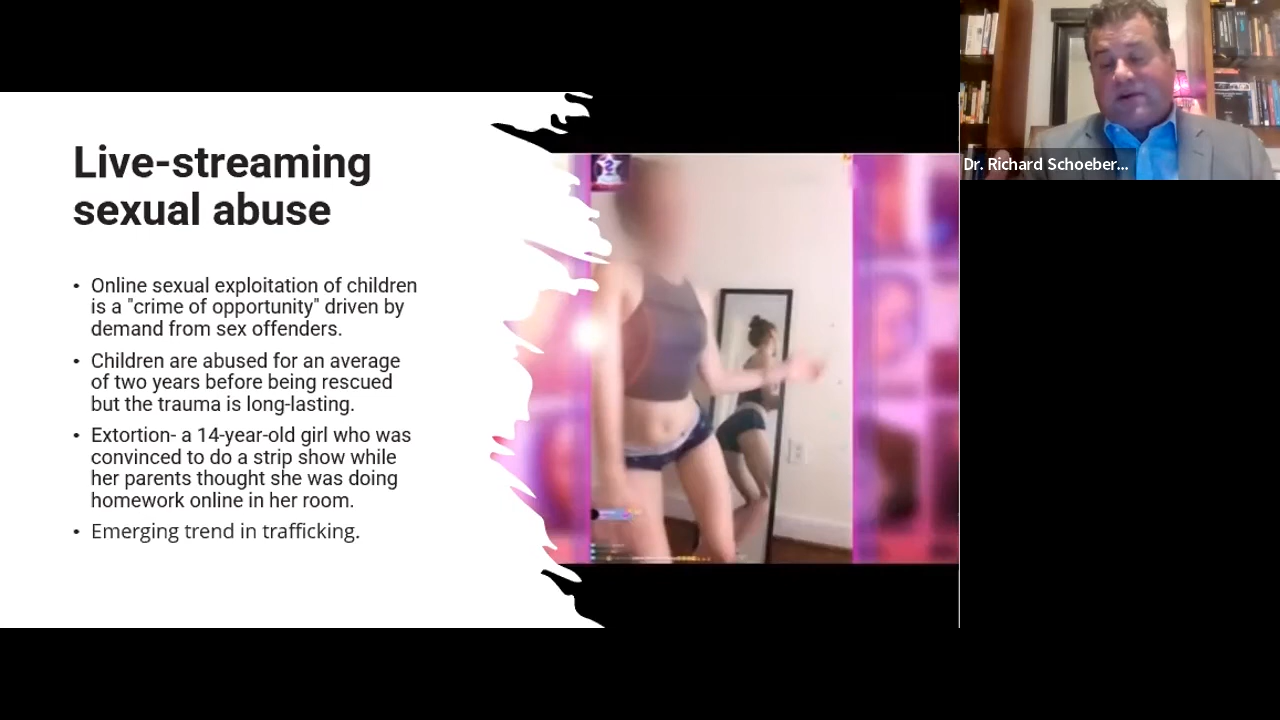 Live-streaming
sexual abuse
• Online sexual exploitation of children
is a "crime of opportunity" driven by
demand from sex offenders.
• Children are abused for an average
of two years before being rescued
but the trauma is long-lasting.
• Extortion- a 14-year-old girl who was
convinced to do a strip show while
her parents thought she was doing
homework online in her room.
• Emerging trend in trafficking.
Dr. Richard Schoeber...